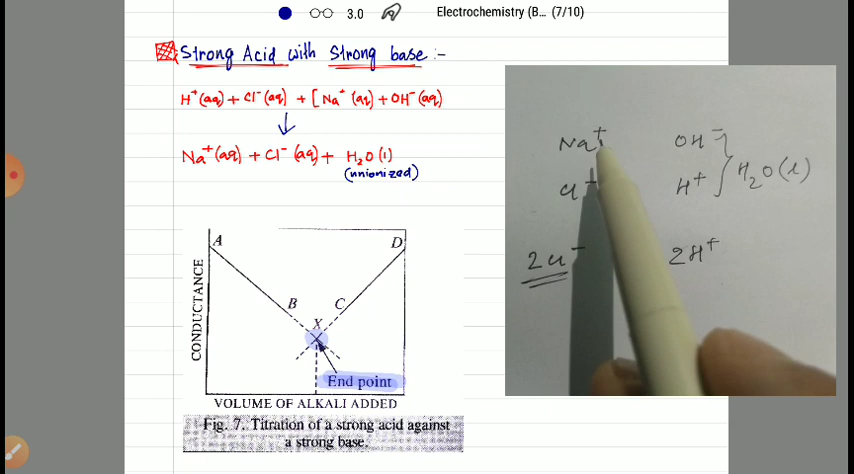 3.0 Electrochemistry (B... (7/10)
Strong Acid with Strong base :-
H⁺(aq) + Cl⁻(aq) + [Na⁺(aq) + OH⁻(aq)
Na⁺(aq) + Cl⁻(aq) + H₂O(l)
(unionized)
A
D
B
C
X
CONDUCTANCE
End point
VOLUME OF ALKALI ADDED
Fig. 7. Titration of a strong acid against
a strong base.
Na⁺ OH⁻
Cl⁻ H⁺ } H₂O(l)
2Cl⁻ 2H⁺